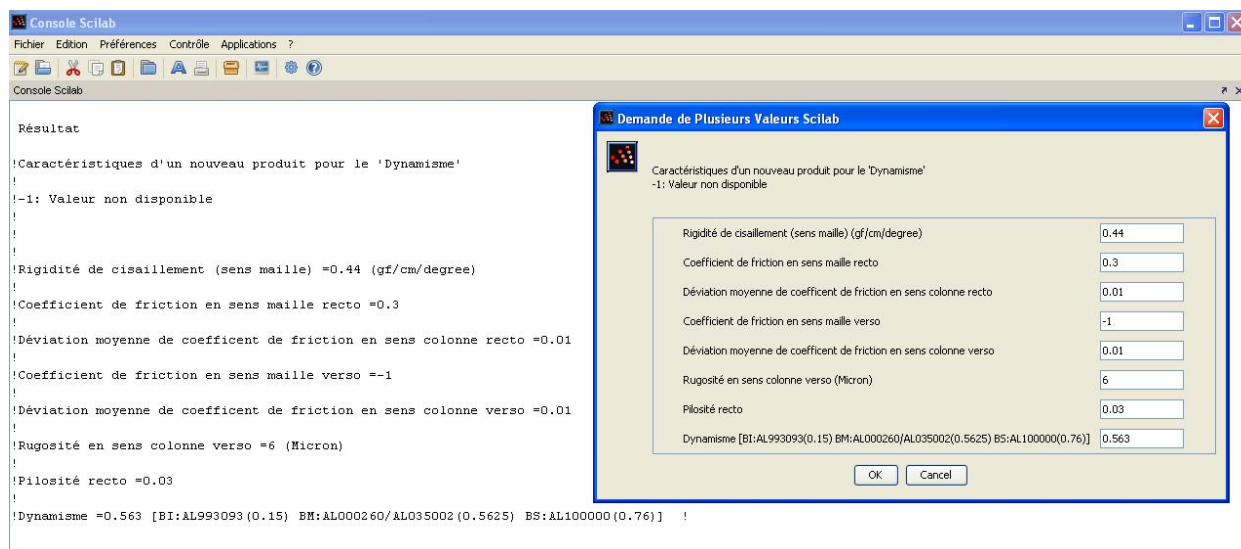 Console Scilab
Fichier Edition Préférences Contrôle Applications ?
Console Scilab
Résultat
!Caractéristiques d'un nouveau produit pour le 'Dynamisme'
!
!-1: Valeur non disponible
!
!
!
!Rigidité de cisaillement (sens maille) =0.44 (gf/cm/degree)
!
!Coefficient de friction en sens maille recto =0.3
!
!Déviation moyenne de coefficent de friction en sens colonne recto =0.01
!
!Coefficient de friction en sens maille verso =-1
!
!Déviation moyenne de coefficent de friction en sens colonne verso =0.01
!
!Rugosité en sens colonne verso =6 (Micron)
!
!Pilosité recto =0.03
!
!Dynamisme =0.563 [BI:AL993093(0.15) BM:AL000260/AL035002(0.5625) BS:AL100000(0.76)] !
Demande de Plusieurs Valeurs Scilab
Caractéristiques d'un nouveau produit pour le 'Dynamisme'
-1: Valeur non disponible
Rigidité de cisaillement (sens maille) (gf/cm/degree) 0.44
Coefficient de friction en sens maille recto 0.3
Déviation moyenne de coefficent de friction en sens colonne recto 0.01
Coefficient de friction en sens maille verso -1
Déviation moyenne de coefficent de friction en sens colonne verso 0.01
Rugosité en sens colonne verso (Micron) 6
Pilosité recto 0.03
Dynamisme [BI:AL993093(0.15) BM:AL000260/AL035002(0.5625) BS:AL100000(0.76)] 0.563
OK Cancel